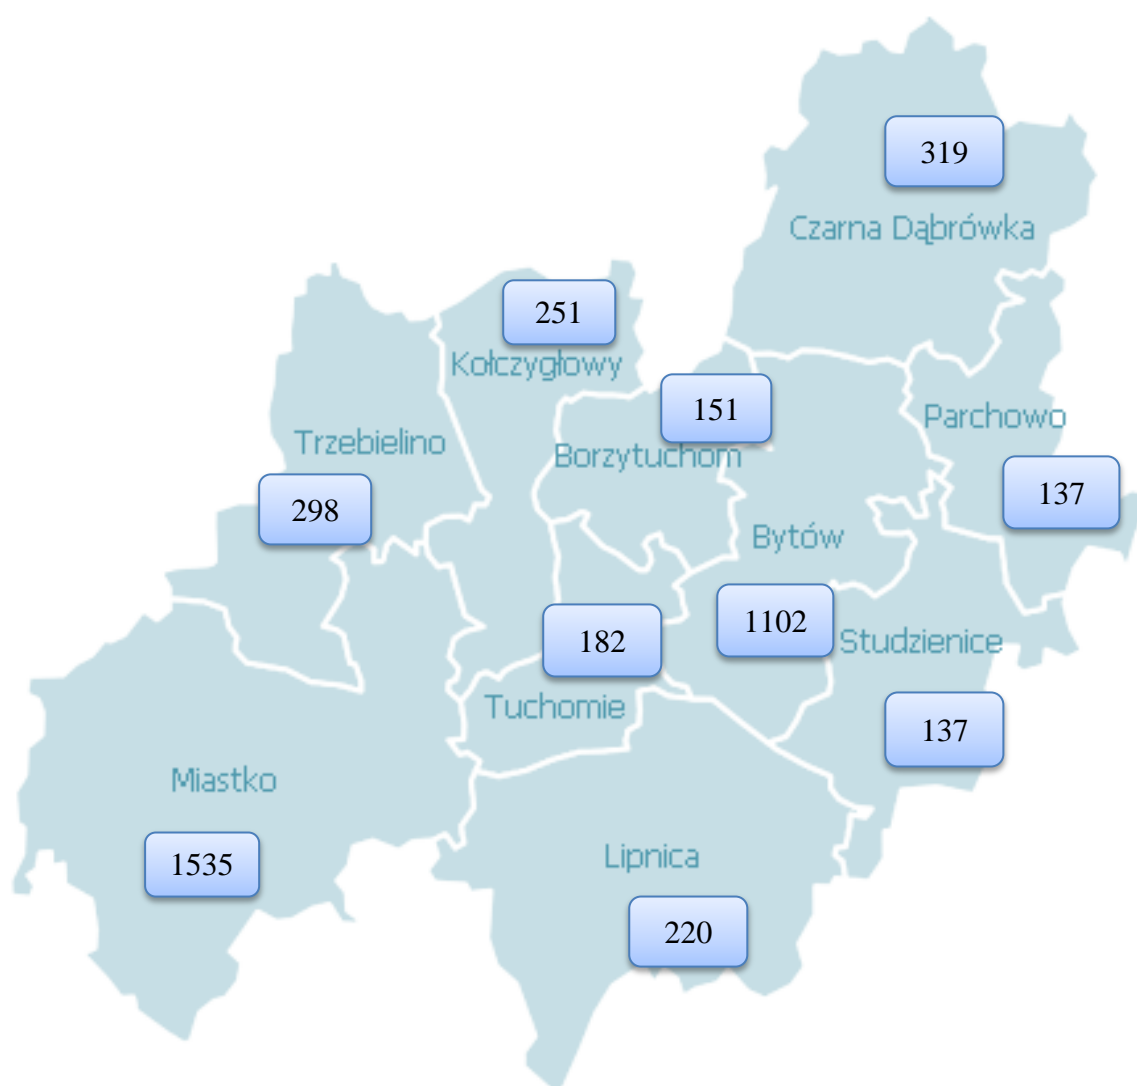 319
Czarna Dąbrówka
251
Kołczygłowy
151
Borzytuchom
Parchowo
137
Trzebielino
298
Bytów
1102
182
Tuchomie
Studzienice
137
Miastko
1535
Lipnica
220